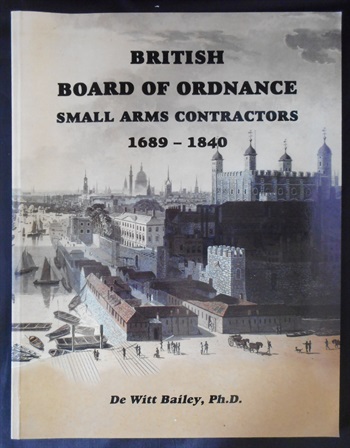 BRITISH
BOARD OF ORDNANCE
SMALL ARMS CONTRACTORS
1689 – 1840
De Witt Bailey, Ph.D.